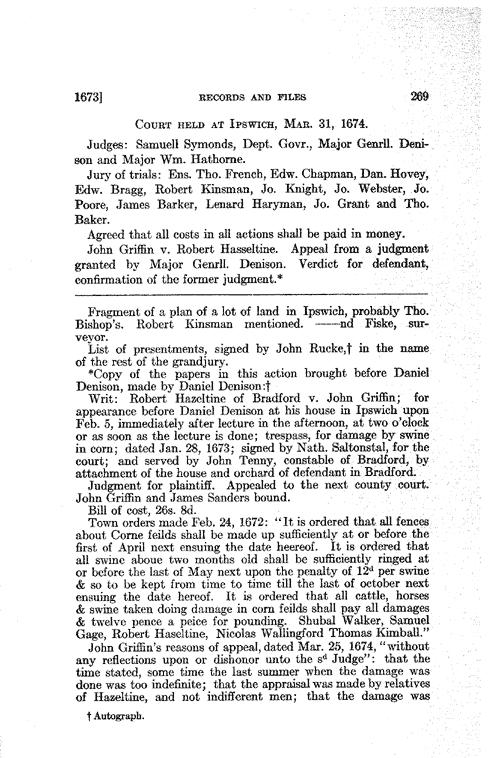 1673] RECORDS AND FILES 269
COURT HELD AT IPSWICH, MAR. 31, 1674.
Judges: Samuell Symonds, Dept. Govr., Major Genrll. Deni-
son and Major Wm. Hathorne.
Jury of trials: Ens. Tho. French, Edw. Chapman, Dan. Hovey,
Edw. Bragg, Robert Kinsman, Jo. Knight, Jo. Webster, Jo.
Poore, James Barker, Lenard Haryman, Jo. Grant and Tho.
Baker.
Agreed that all costs in all actions shall be paid in money.
John Griffin v. Robert Hasseltine. Appeal from a judgment
granted by Major Genrll. Denison. Verdict for defendant,
confirmation of the former judgment.*
Fragment of a plan of a lot of land in Ipswich, probably Tho.
Bishop's. Robert Kinsman mentioned. ——nd Fiske, sur-
veyor.
List of presentments, signed by John Rucke,† in the name
of the rest of the grandjury.
*Copy of the papers in this action brought before Daniel
Denison, made by Daniel Denison:†
Writ: Robert Hazeltine of Bradford v. John Griffin; for
appearance before Daniel Denison at his house in Ipswich upon
Feb. 5, immediately after lecture in the afternoon, at two o'clock
or as soon as the lecture is done; trespass, for damage by swine
in corn; dated Jan. 28, 1673; signed by Nath. Saltonstal, for the
court; and served by John Tenny, constable of Bradford, by
attachment of the house and orchard of defendant in Bradford.
Judgment for plaintiff. Appealed to the next county court.
John Griffin and James Sanders bound.
Bill of cost, 26s. 8d.
Town orders made Feb. 24, 1672: "It is ordered that all fences
about Corne feilds shall be made up sufficiently at or before the
first of April next ensuing the date heereof. It is ordered that
all swine aboue two months old shall be sufficiently ringed at
or before the last of May next upon the penalty of 12ᵈ per swine
& so to be kept from time to time till the last of october next
ensuing the date hereof. It is ordered that all cattle, horses
& swine taken doing damage in corn feilds shall pay all damages
& twelve pence a peice for pounding. Shubal Walker, Samuel
Gage, Robert Haseltine, Nicolas Wallingford Thomas Kimball."
John Griffin's reasons of appeal, dated Mar. 25, 1674, "without
any reflections upon or dishonor unto the sᵈ Judge": that the
time stated, some time the last summer when the damage was
done was too indefinite; that the appraisal was made by relatives
of Hazeltine, and not indifferent men; that the damage was
† Autograph.